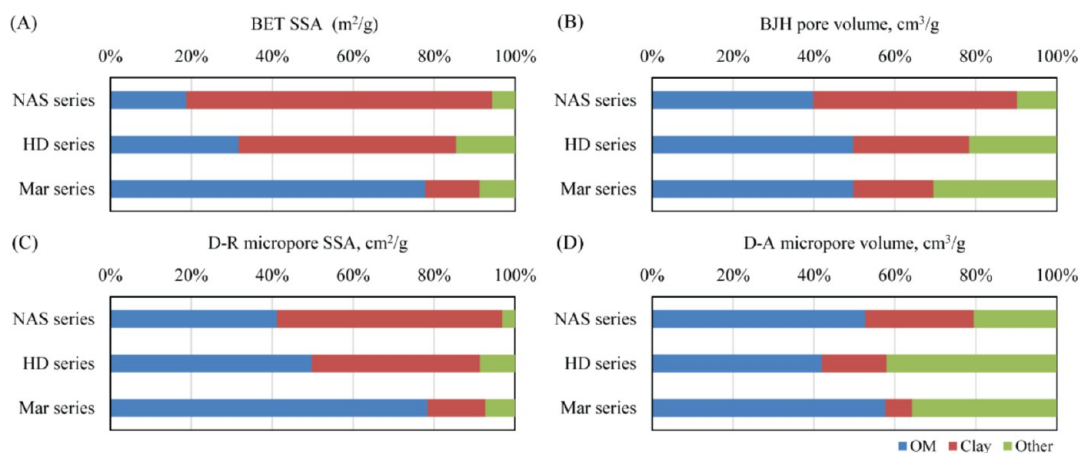 (A) BET SSA (m²/g)
0% 20% 40% 60% 80% 100%
NAS series
HD series
Mar series
(B) BJH pore volume, cm³/g
0% 20% 40% 60% 80% 100%
NAS series
HD series
Mar series
(C) D-R micropore SSA, cm²/g
0% 20% 40% 60% 80% 100%
NAS series
HD series
Mar series
(D) D-A micropore volume, cm³/g
0% 20% 40% 60% 80% 100%
NAS series
HD series
Mar series
OM Clay Other